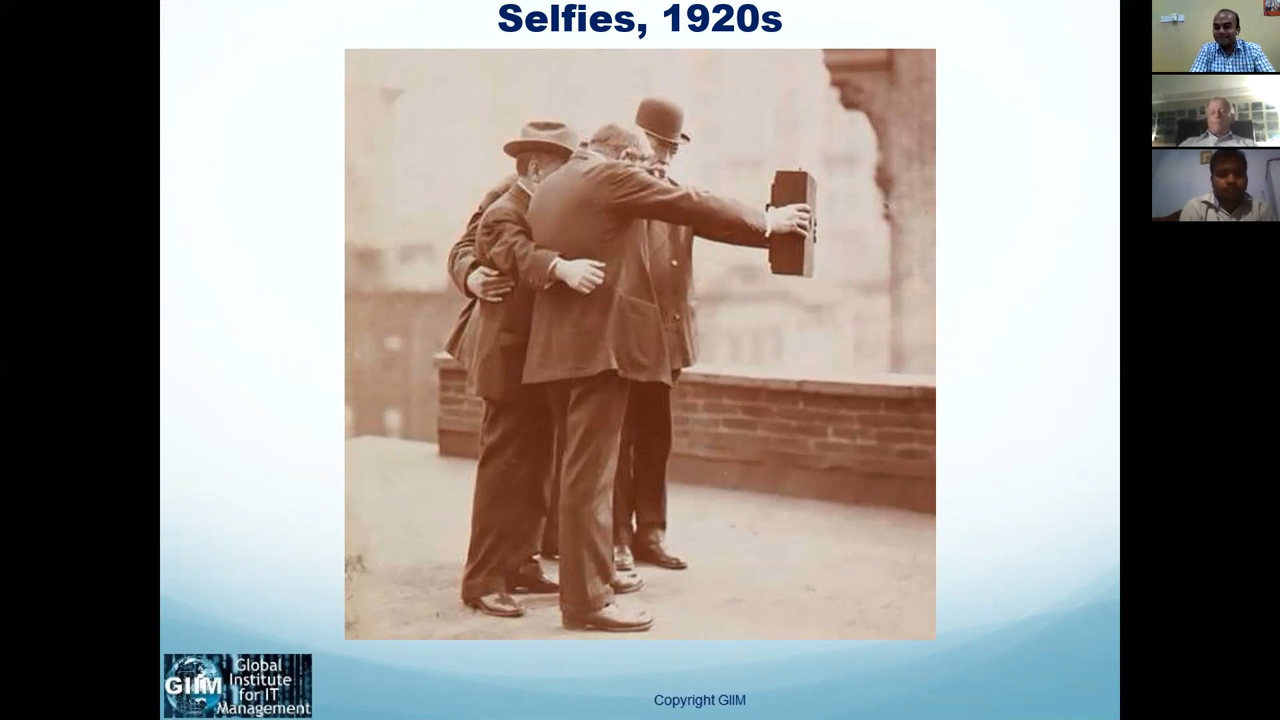 Selfies, 1920s
GIIM
Global
Institute
for IT
Management
Copyright GIIM